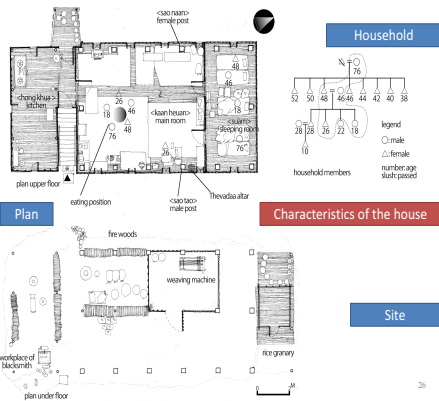 <sao naan>
female post
Household
76
48
46
<hong khua>
kitchen
26
18
46
76
48
<kaan heuan>
main room
18
<suam>
sleeping room
46
76
26
52 50 48 46 46 44 42 40 38
28 28 26 22 18
10
legend
○: male
△: female
number: age
slush: passed
household members
plan upper floor
eating position
<sao tao>
male post
Thevadaa altar
Plan
Characteristics of the house
fire woods
weaving machine
Site
workplace of
blacksmith
rice granary
plan under floor
0
M
26